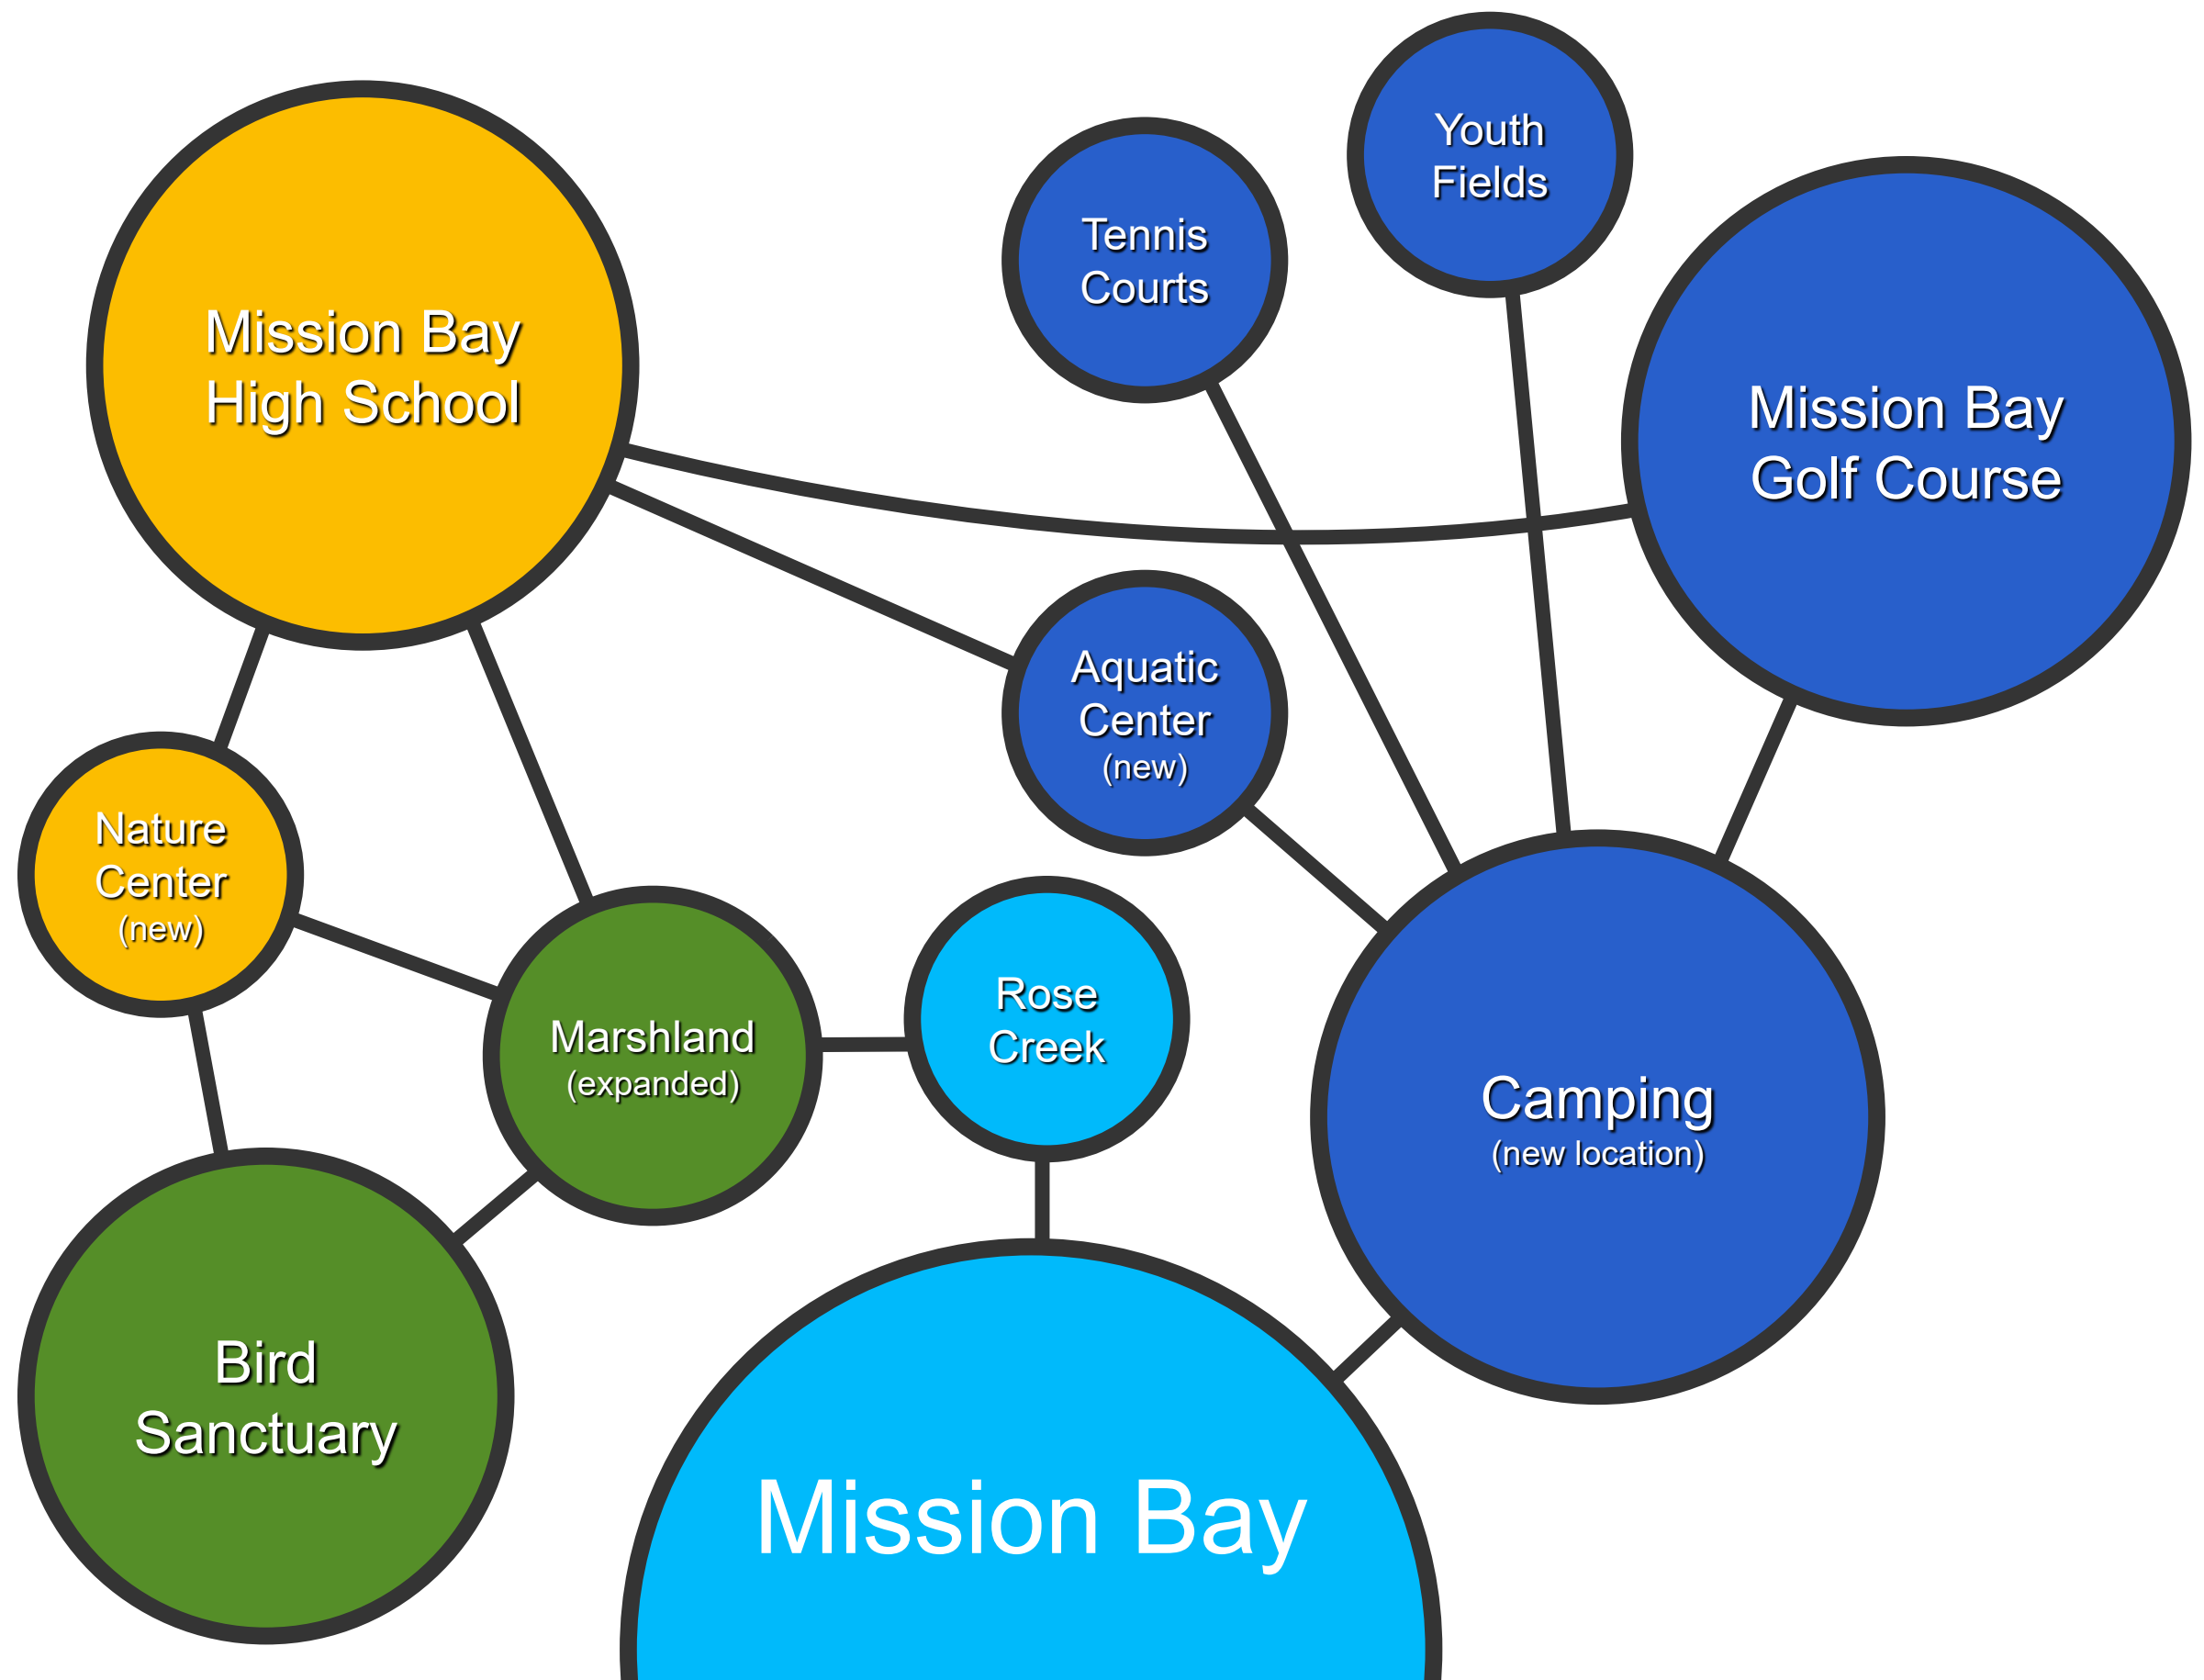 Youth
Fields
Tennis
Courts
Mission Bay
High School
Mission Bay
Golf Course
Aquatic
Center
(new)
Nature
Center
(new)
Rose
Creek
Marshland
(expanded)
Camping
(new location)
Bird
Sanctuary
Mission Bay